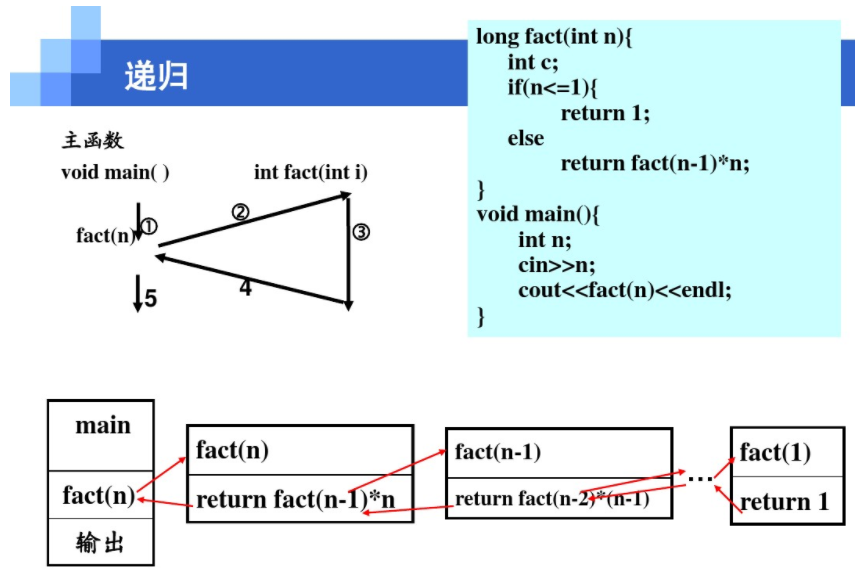 递归
long fact(int n){
int c;
if(n<=1){
return 1;
else
return fact(n-1)*n;
}
void main(){
int n;
cin>>n;
cout<<fact(n)<<endl;
}
主函数
void main( )
int fact(int i)
①
②
fact(n)
③
4
5
main
fact(n)
输出
fact(n)
return fact(n-1)*n
fact(n-1)
return fact(n-2)*(n-1)
...
fact(1)
return 1